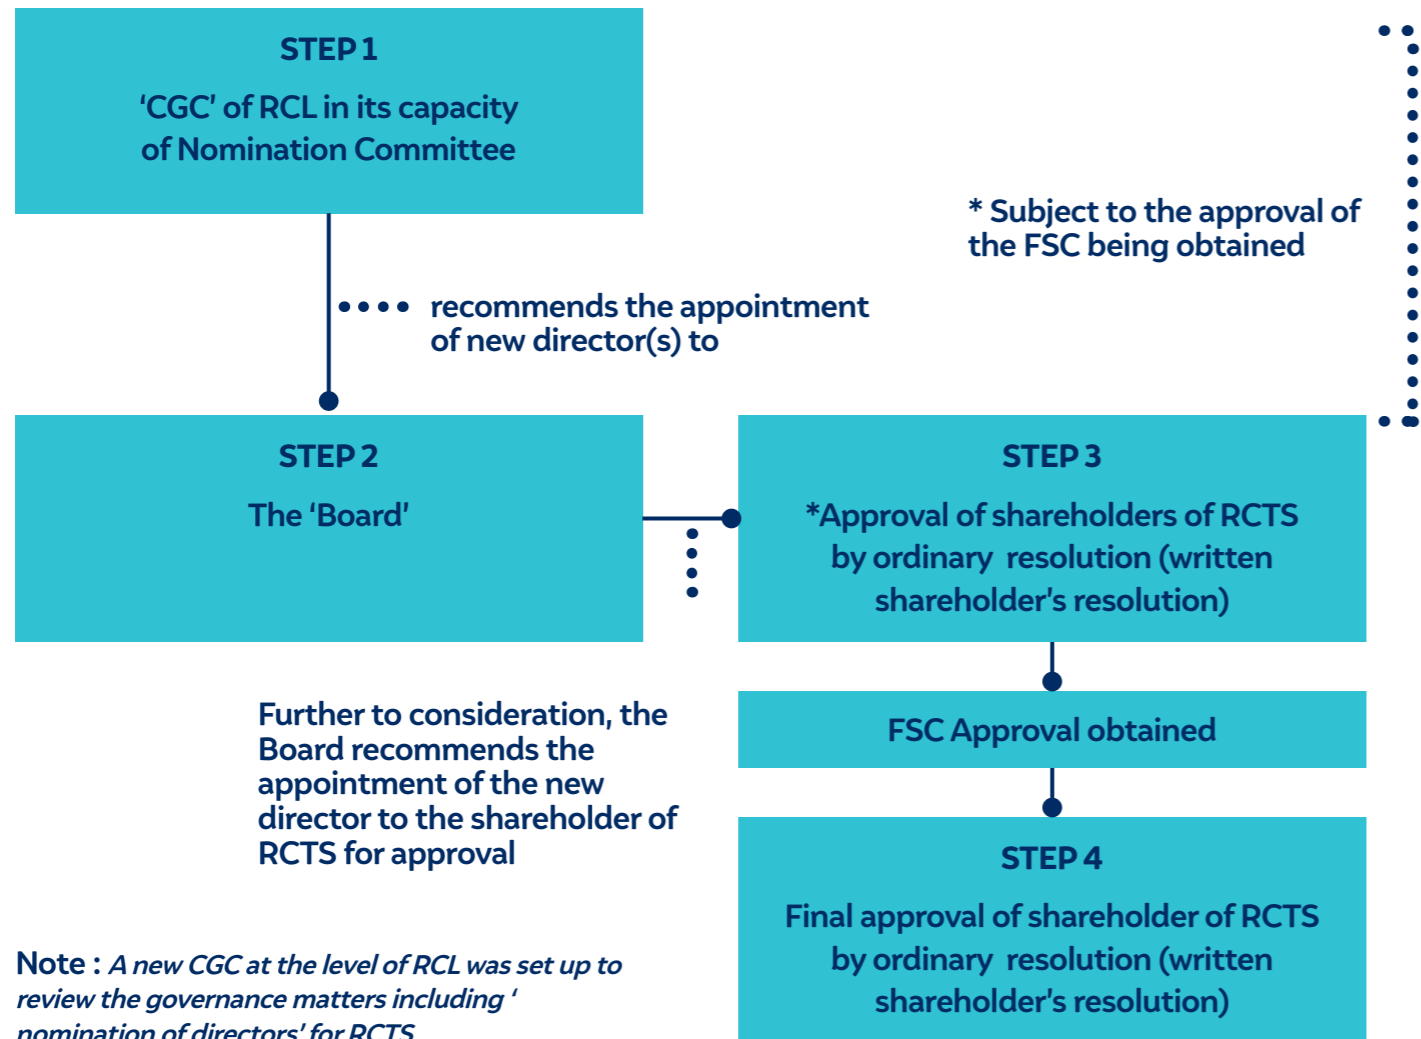 STEP 1
‘CGC’ of RCL in its capacity
of Nomination Committee
* Subject to the approval of
the FSC being obtained
recommends the appointment
of new director(s) to
STEP 2
The ‘Board’
STEP 3
*Approval of shareholders of RCTS
by ordinary resolution (written
shareholder's resolution)
Further to consideration, the
Board recommends the
appointment of the new
director to the shareholder of
RCTS for approval
FSC Approval obtained
STEP 4
Final approval of shareholder of RCTS
by ordinary resolution (written
shareholder's resolution)
Note : A new CGC at the level of RCL was set up to
review the governance matters including ‘
nomination of directors’ for RCTS